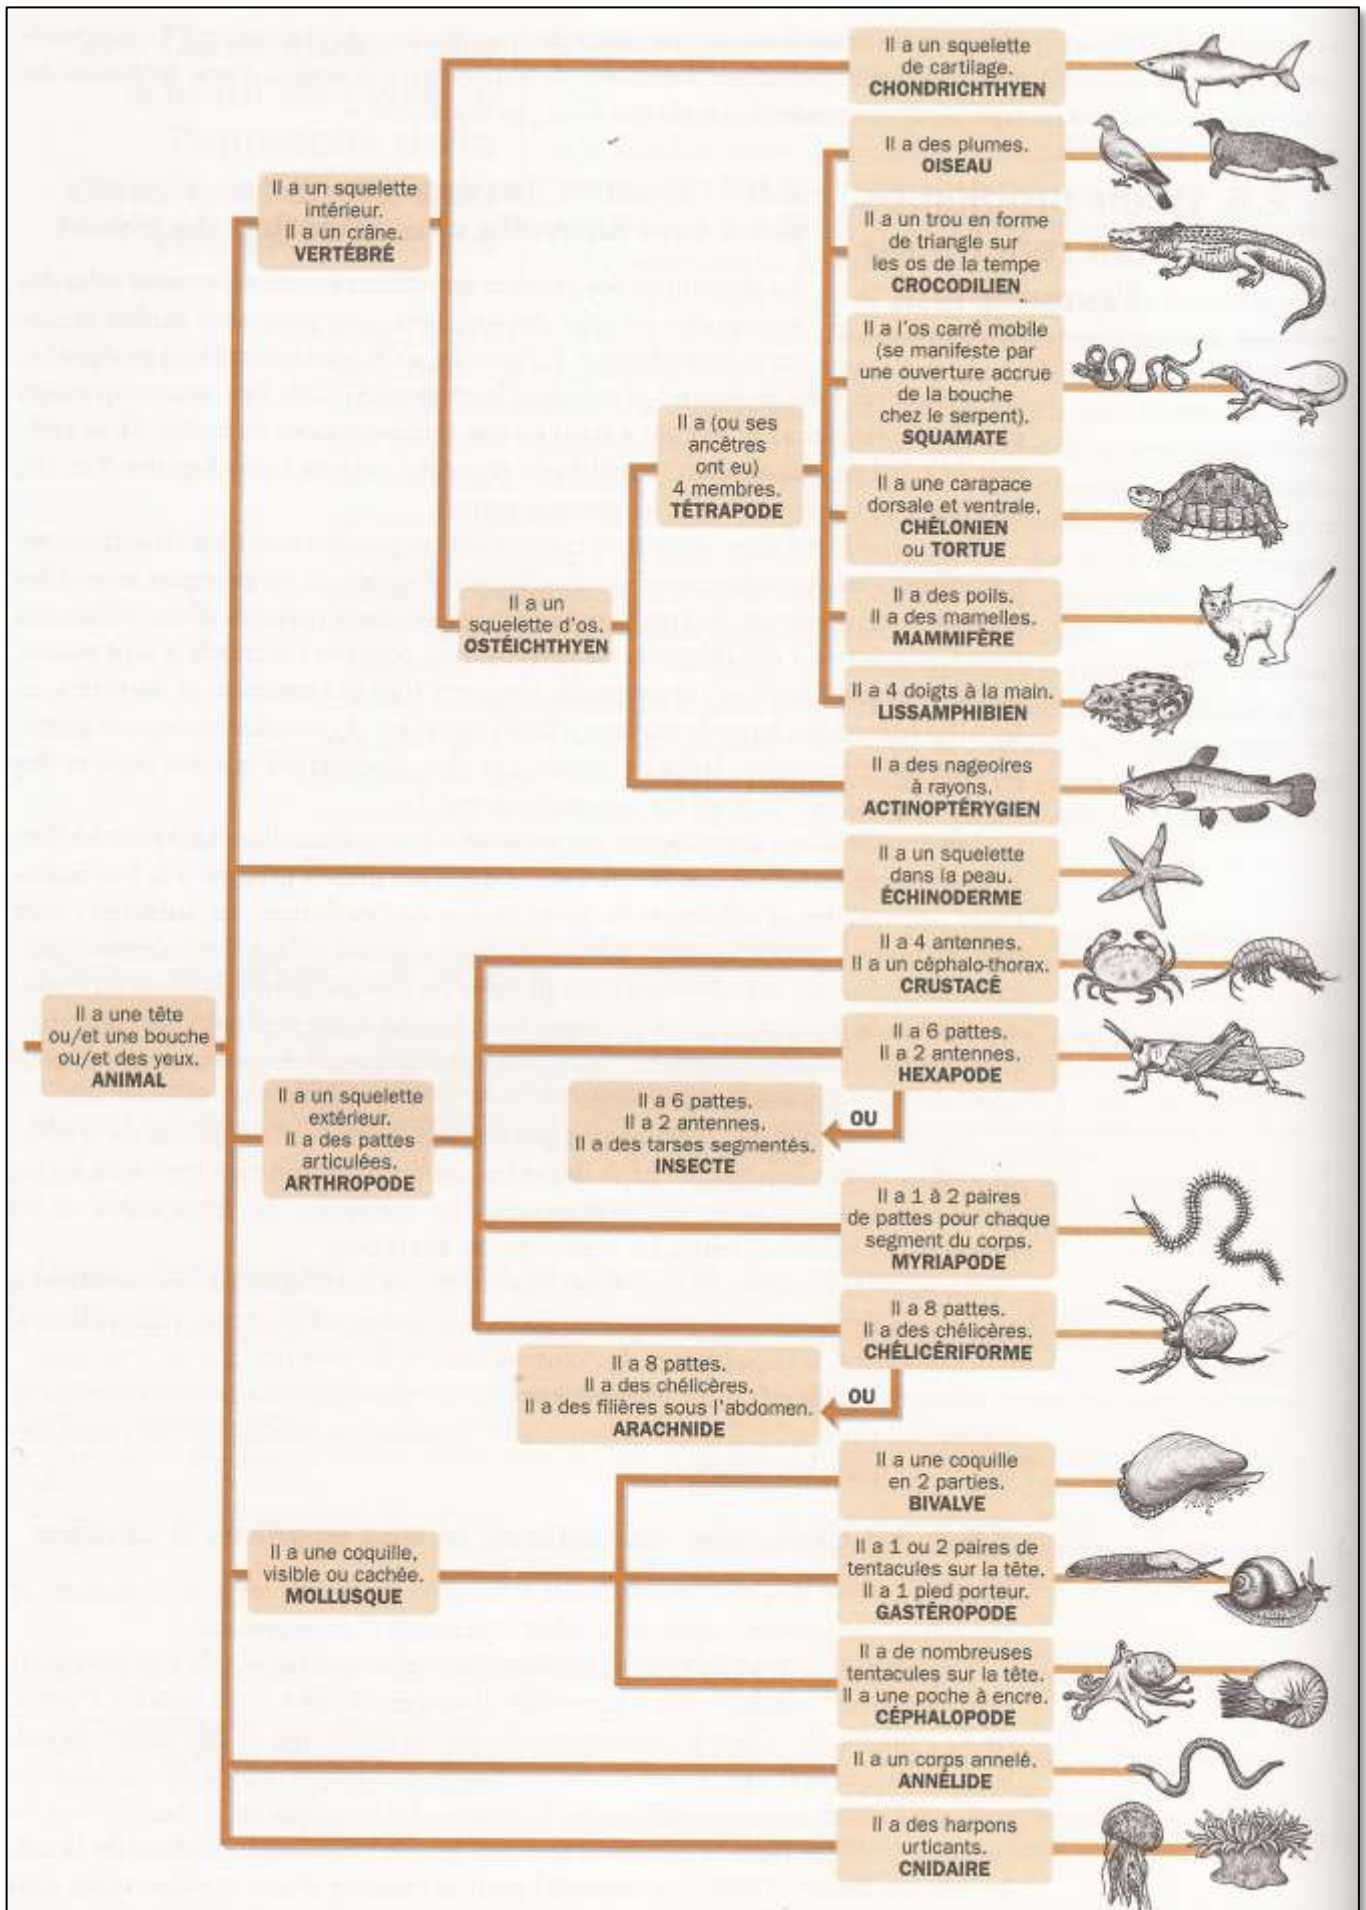 Il a un squelette
de cartilage.
CHONDRICHTHYEN
Il a des plumes.
OISEAU
Il a un squelette
intérieur.
Il a un crâne.
VERTÉBRÉ
Il a un trou en forme
de triangle sur
les os de la tempe
CROCODILIEN
Il a l'os carré mobile
(se manifeste par
une ouverture accrue
de la bouche
chez le serpent).
SQUAMATE
Il a (ou ses
ancêtres
ont eu)
4 membres.
TÉTRAPODE
Il a une carapace
dorsale et ventrale.
CHÉLONIEN
ou TORTUE
Il a un
squelette d'os.
OSTÉICHTHYEN
Il a des poils.
Il a des mamelles.
MAMMIFÈRE
Il a 4 doigts à la main.
LISSAMPHIBIEN
Il a des nageoires
à rayons.
ACTINOPTÉRYGIEN
Il a un squelette
dans la peau.
ÉCHINODERME
Il a 4 antennes.
Il a un céphalo-thorax.
CRUSTACÉ
Il a une tête
ou/et une bouche
ou/et des yeux.
ANIMAL
Il a 6 pattes.
Il a 2 antennes.
HEXAPODE
Il a un squelette
extérieur.
Il a des pattes
articulées.
ARTHROPODE
OU
Il a 6 pattes.
Il a 2 antennes.
Il a des tarses segmentés.
INSECTE
Il a 1 à 2 paires
de pattes pour chaque
segment du corps.
MYRIAPODE
Il a 8 pattes.
Il a des chélicères.
CHÉLICÉRIFORME
OU
Il a 8 pattes.
Il a des chélicères.
Il a des filières sous l'abdomen.
ARACHNIDE
Il a une coquille
en 2 parties.
BIVALVE
Il a une coquille,
visible ou cachée.
MOLLUSQUE
Il a 1 ou 2 paires de
tentacules sur la tête.
Il a 1 pied porteur.
GASTÉROPODE
Il a de nombreuses
tentacules sur la tête.
Il a une poche à encre.
CÉPHALOPODE
Il a un corps annelé.
ANNÉLIDE
Il a des harpons
urticants.
CNIDAIRE